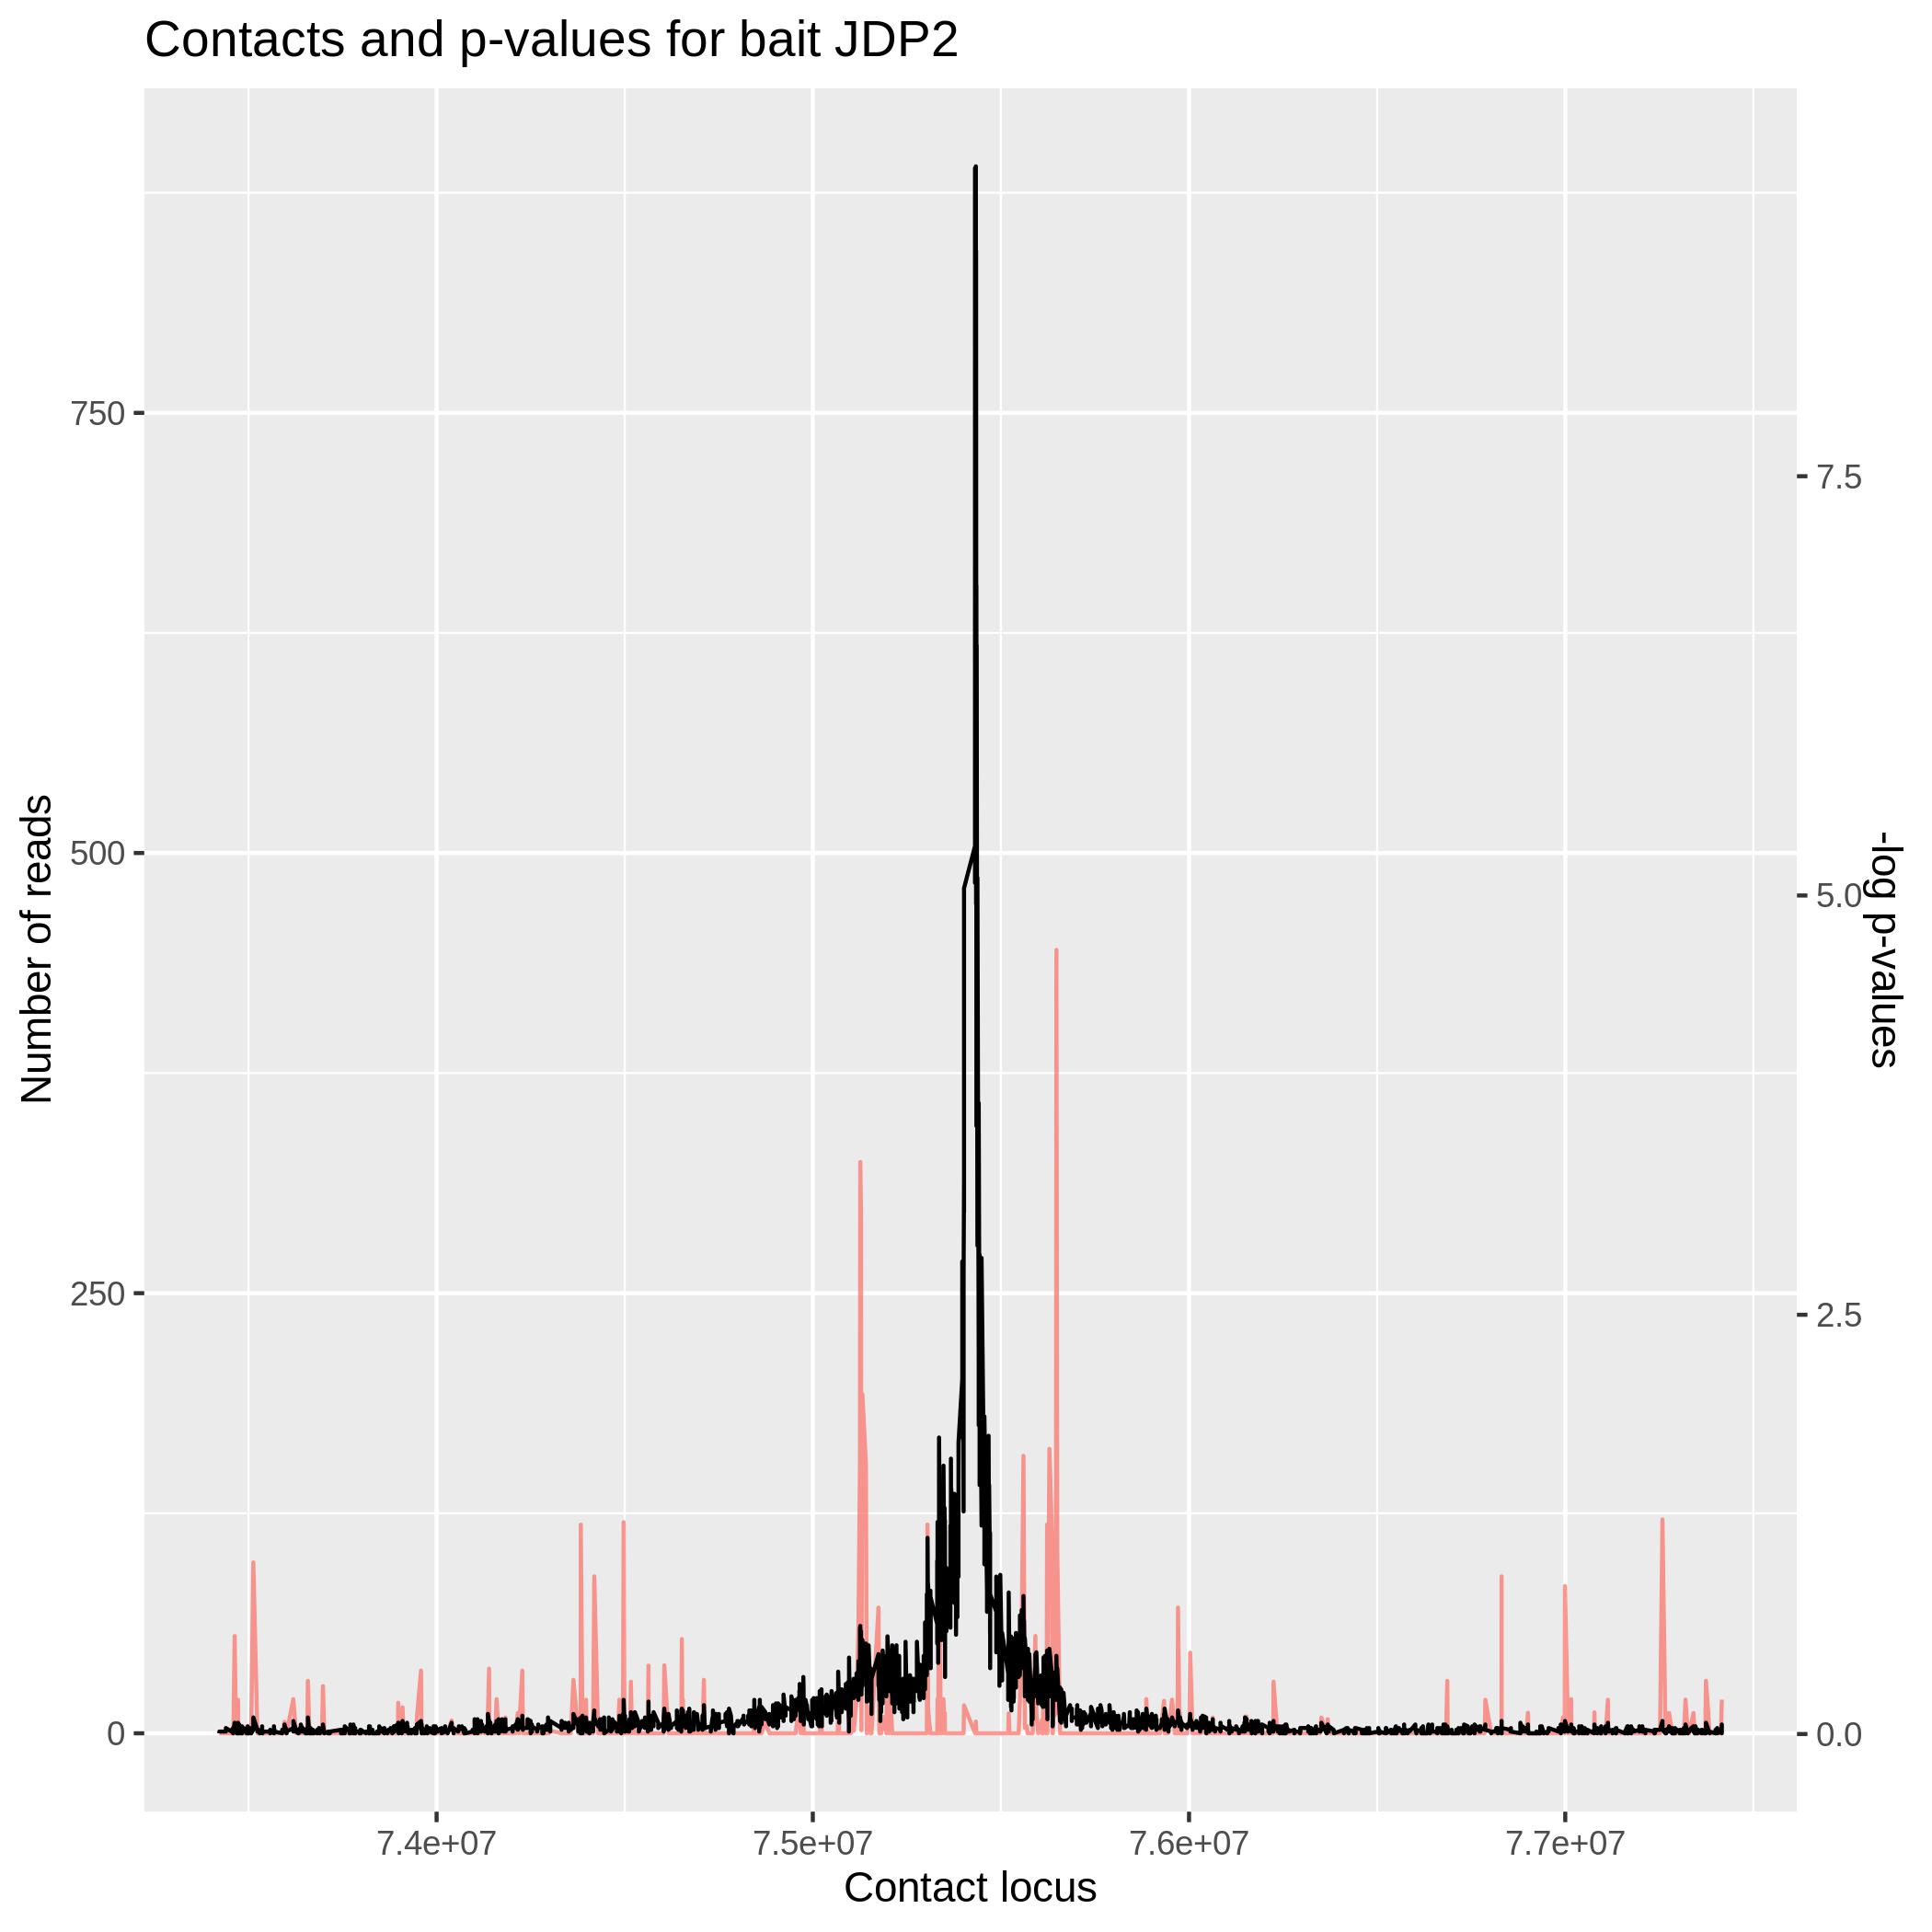 Contacts and p-values for bait JDP2
750
500
250
0
7.5
5.0
2.5
0.0
Number of reads
-log p-values
7.4e+07
7.5e+07
7.6e+07
7.7e+07
Contact locus